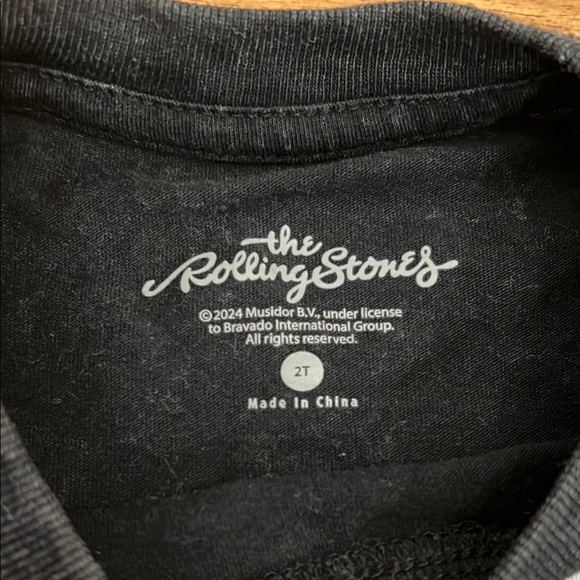 the
Rolling Stones
©2024 Musidor B.V., under license
to Bravado International Group.
All rights reserved.
2T
Made In China